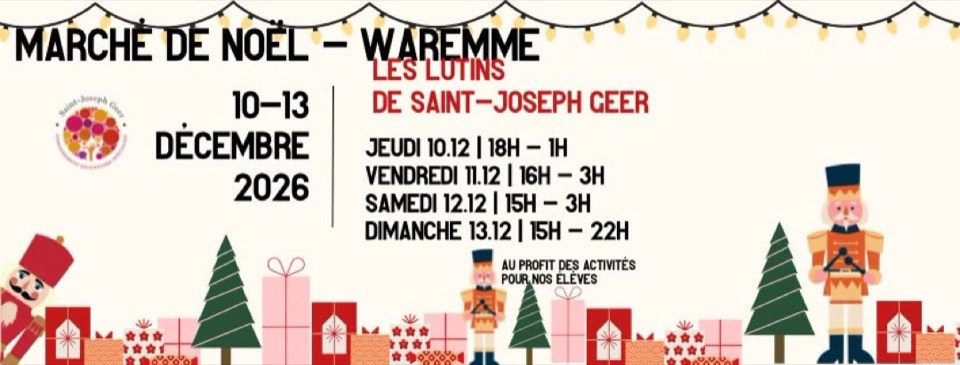 MARCHÉ DE NOËL – WAREMME
LES LUTINS
DE SAINT-JOSEPH GEER
Saint-Joseph Geer
10-13
DÉCEMBRE
2026
JEUDI 10.12 | 18H – 1H
VENDREDI 11.12 | 16H – 3H
SAMEDI 12.12 | 15H – 3H
DIMANCHE 13.12 | 15H – 22H
AU PROFIT DES ACTIVITÉS
POUR NOS ÉLÈVES